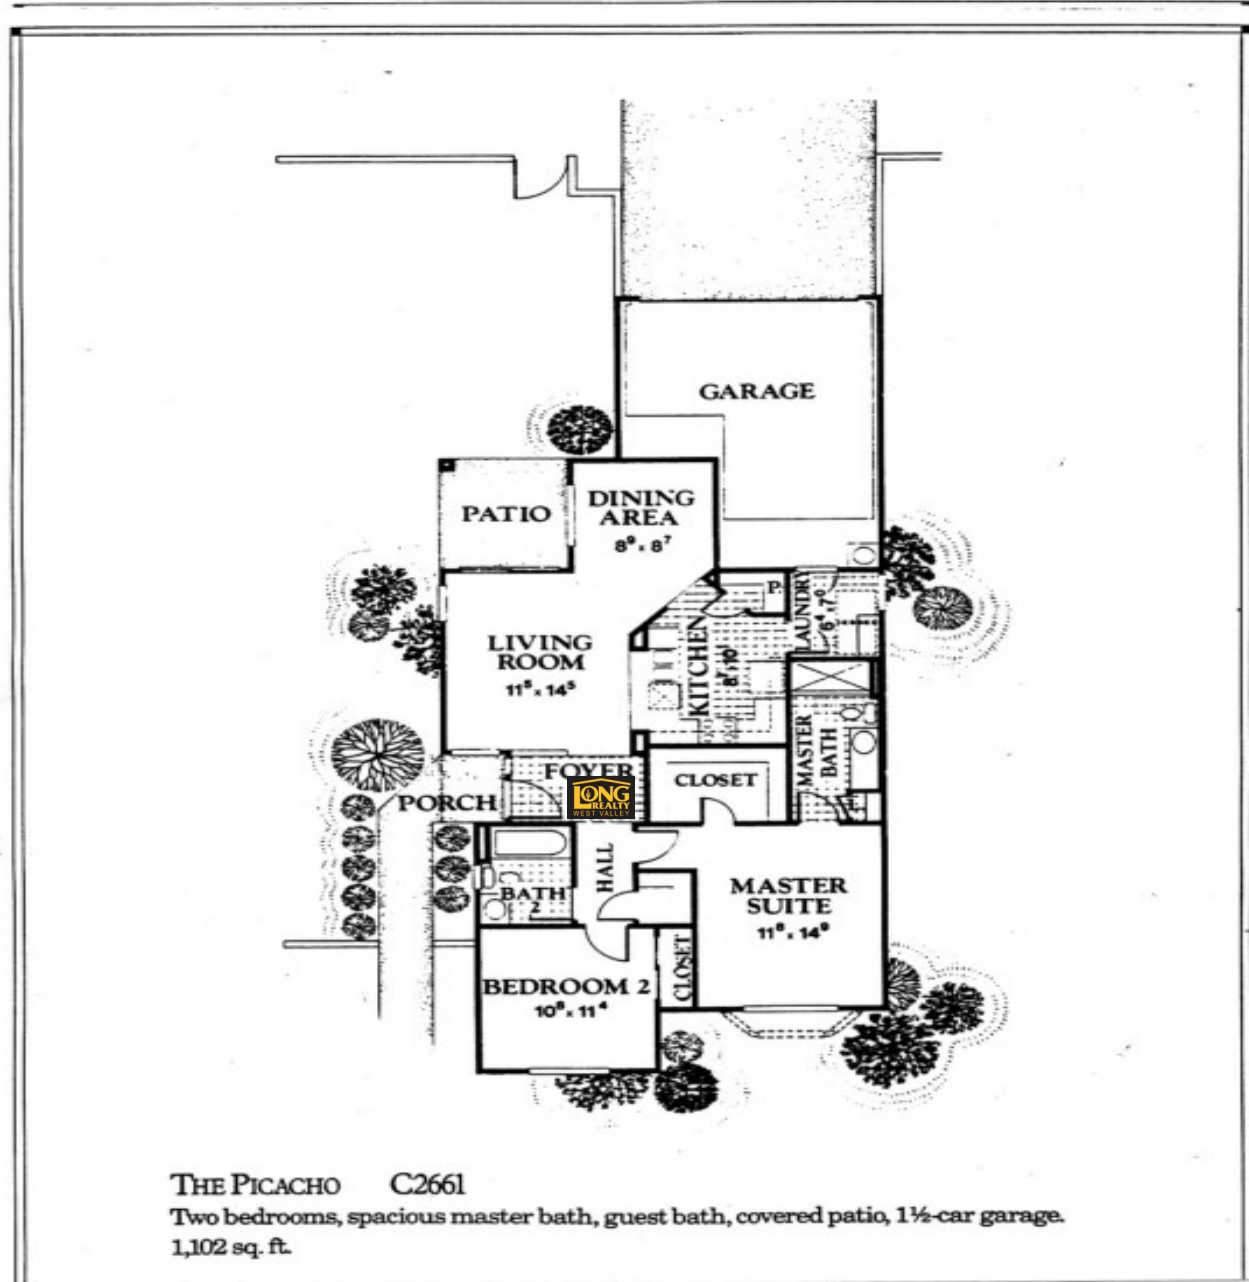 GARAGE
PATIO
DINING
AREA
8⁹ x 8⁷
P.
LAUNDRY
6⁴ x 7⁰
LIVING
ROOM
11⁵ x 14⁵
KITCHEN
MASTER
BATH
FOYER
CLOSET
LONG
REALTY
WEST VALLEY
PORCH
HALL
BATH
2
MASTER
SUITE
11⁸ x 14⁹
BEDROOM 2
10⁸ x 11⁴
CLOSET
THE PICACHO C2661
Two bedrooms, spacious master bath, guest bath, covered patio, 1½-car garage.
1,102 sq. ft.